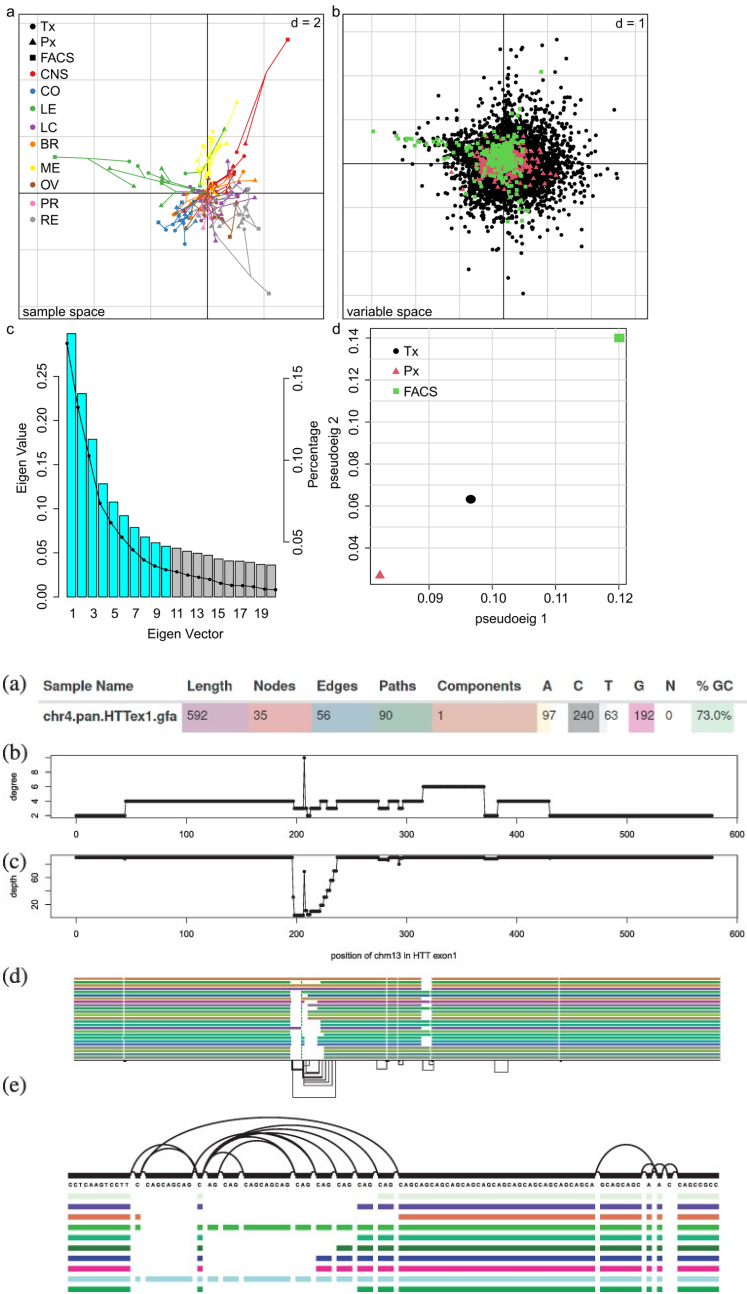 a
d = 2
Tx
Px
FACS
CNS
CO
LE
LC
BR
ME
OV
PR
RE
sample space
b
d = 1
variable space
c
Eigen Value
0.00 0.05 0.10 0.15 0.20 0.25
Percentage
0.05 0.10 0.15
1 3 5 7 9 11 13 15 17 19
Eigen Vector
d
Tx
Px
FACS
pseudoeig 2
0.04 0.06 0.08 0.10 0.12 0.14
0.09 0.10 0.11 0.12
pseudoeig 1
(a) Sample Name Length Nodes Edges Paths Components A C T G N % GC
chr4.pan.HTTex1.gfa 592 35 56 90 1 97 240 63 192 0 73.0%
(b)
degree
2 4 6 8
0 100 200 300 400 500 600
(c)
depth
20 60
0 100 200 300 400 500 600
position of chm13 in HTT exon1
(d)
(e)
CCTCAAGTCCTT C CAGCAGCAG C AG CAG CAGCAGCAG CAG CAG CAC CAG CAG CAGCAGCAGCAGCAGCAGCAGCAGCAGCAGCAGCA GCAGCAGC A A C CAGCCGCC